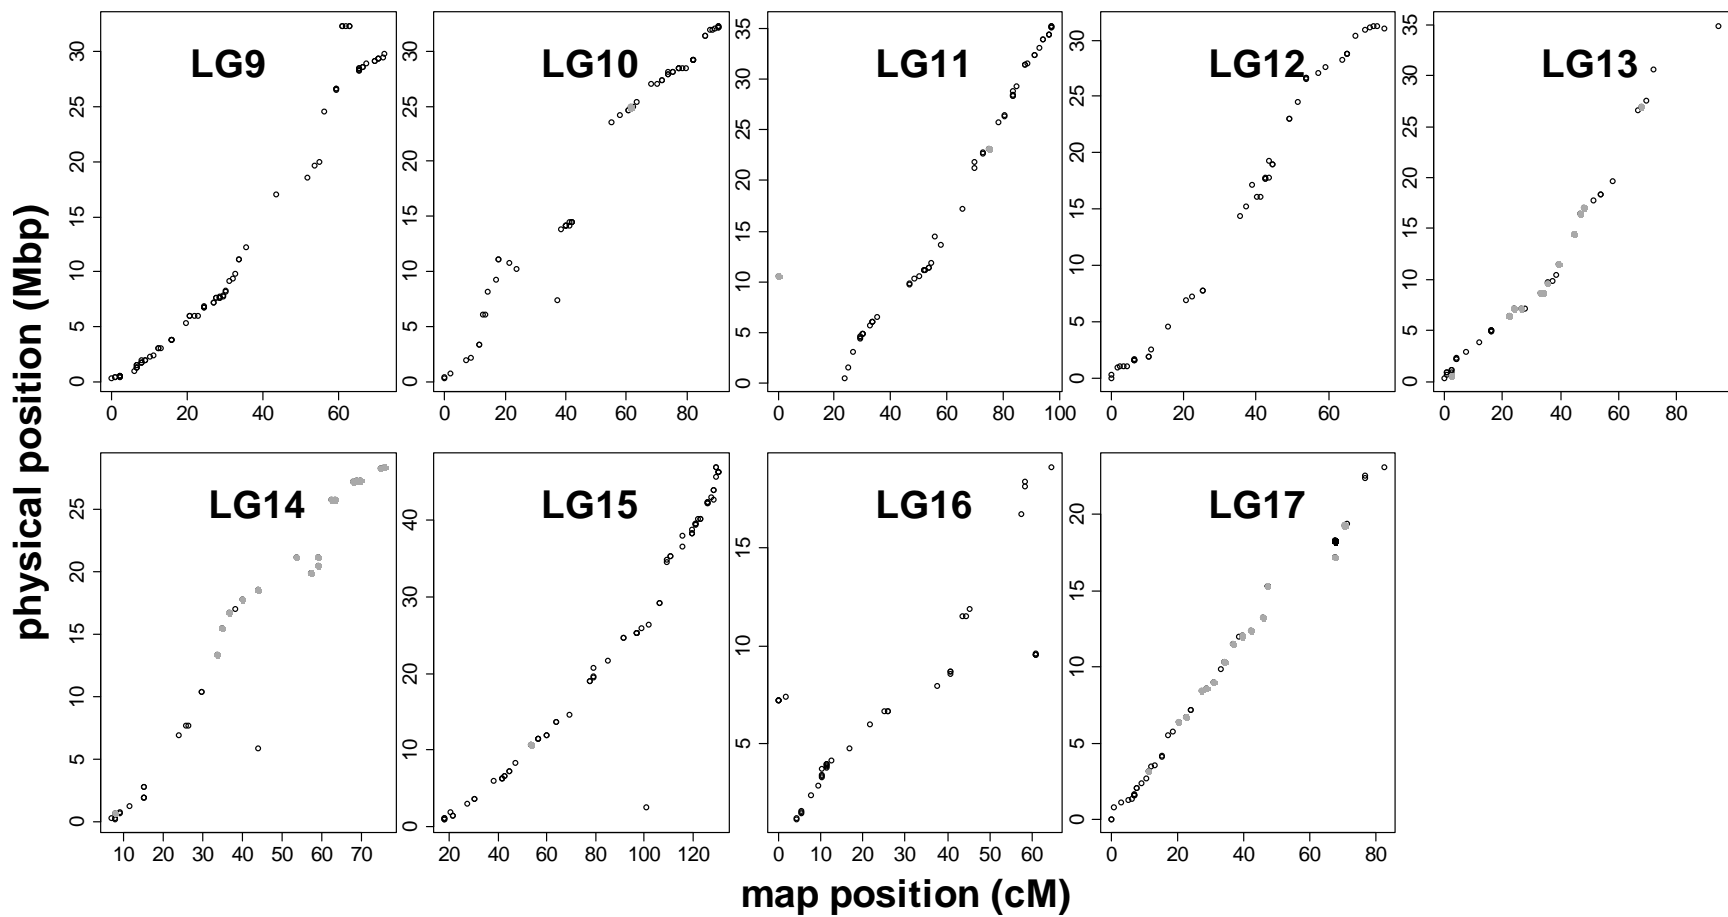 physical position (Mbp)
LG9
0 5 10 15 20 25 30
0 20 40 60
LG10
0 5 10 15 20 25 30
0 20 40 60 80
LG11
0 5 10 15 20 25 30 35
0 20 40 60 80 100
LG12
0 5 10 15 20 25 30
0 20 40 60
LG13
0 5 10 15 20 25 30 35
0 20 40 60 80
LG14
0 5 10 15 20 25
10 20 30 40 50 60 70
LG15
0 10 20 30 40
20 40 60 80 100 120
LG16
5 10 15
0 10 20 30 40 50 60
LG17
0 5 10 15 20
0 20 40 60 80
map position (cM)